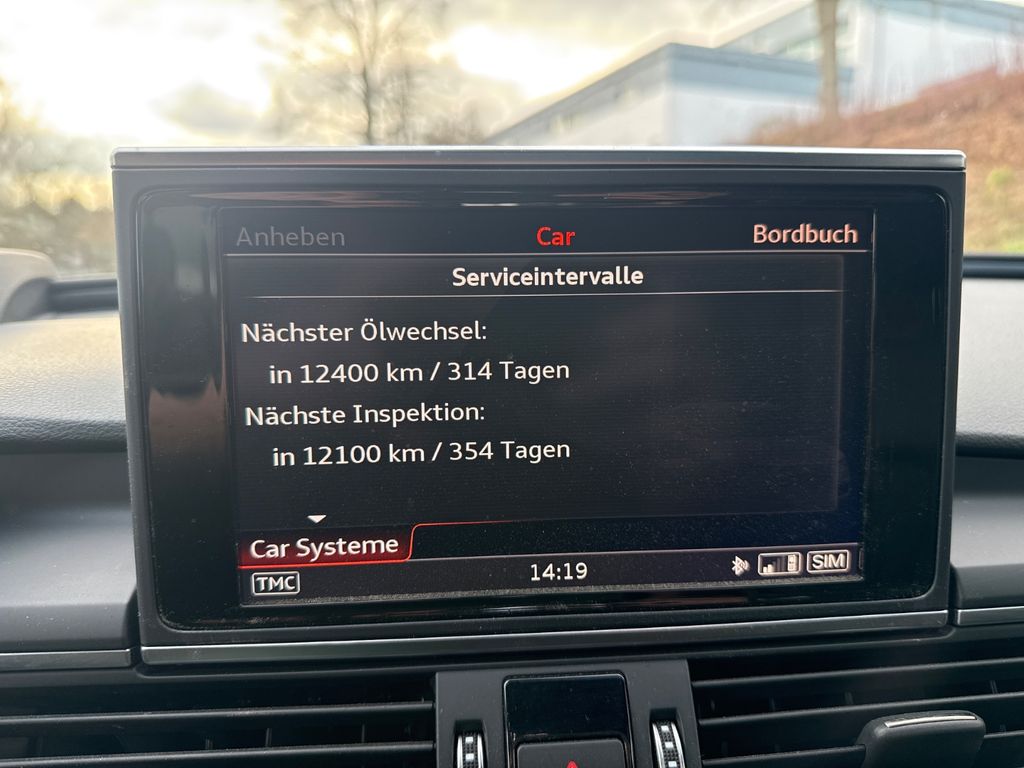 Anheben Car Bordbuch
Serviceintervalle
Nächster Ölwechsel:
in 12400 km / 314 Tagen
Nächste Inspektion:
in 12100 km / 354 Tagen
Car Systeme
TMC 14:19 SIM